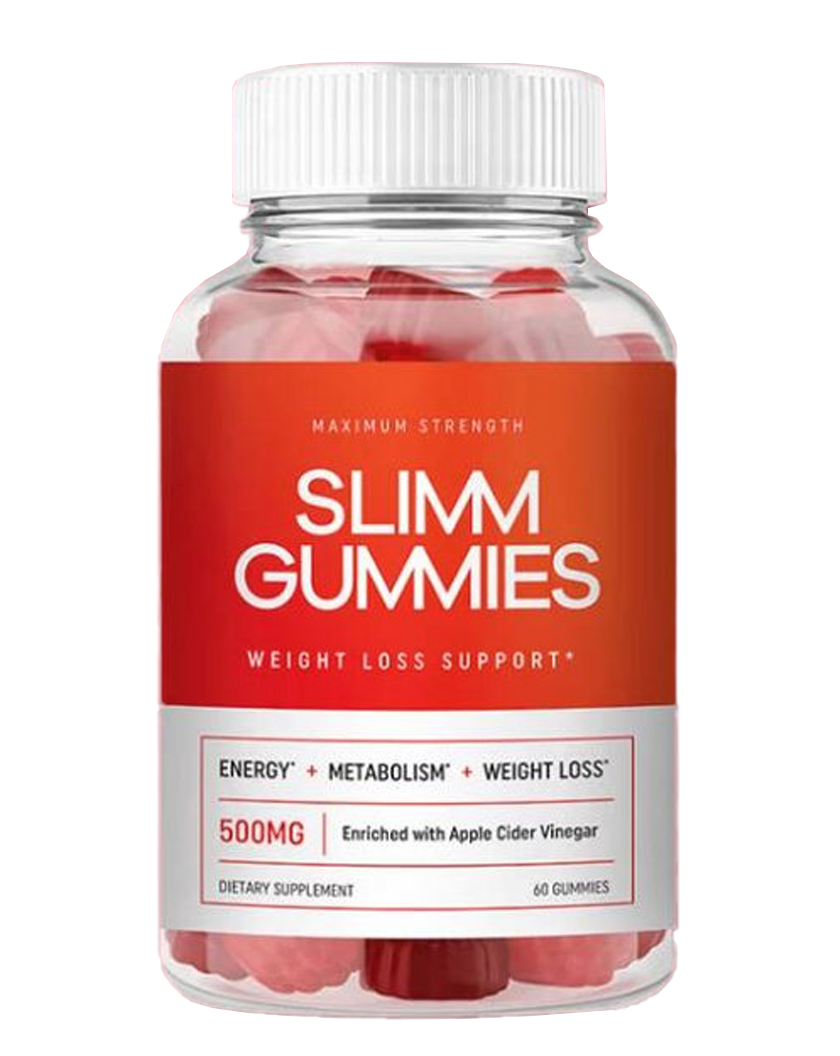 MAXIMUM STRENGTH
SLIMM
GUMMIES
WEIGHT LOSS SUPPORT*
ENERGY* + METABOLISM* + WEIGHT LOSS*
500MG Enriched with Apple Cider Vinegar
DIETARY SUPPLEMENT 60 GUMMIES